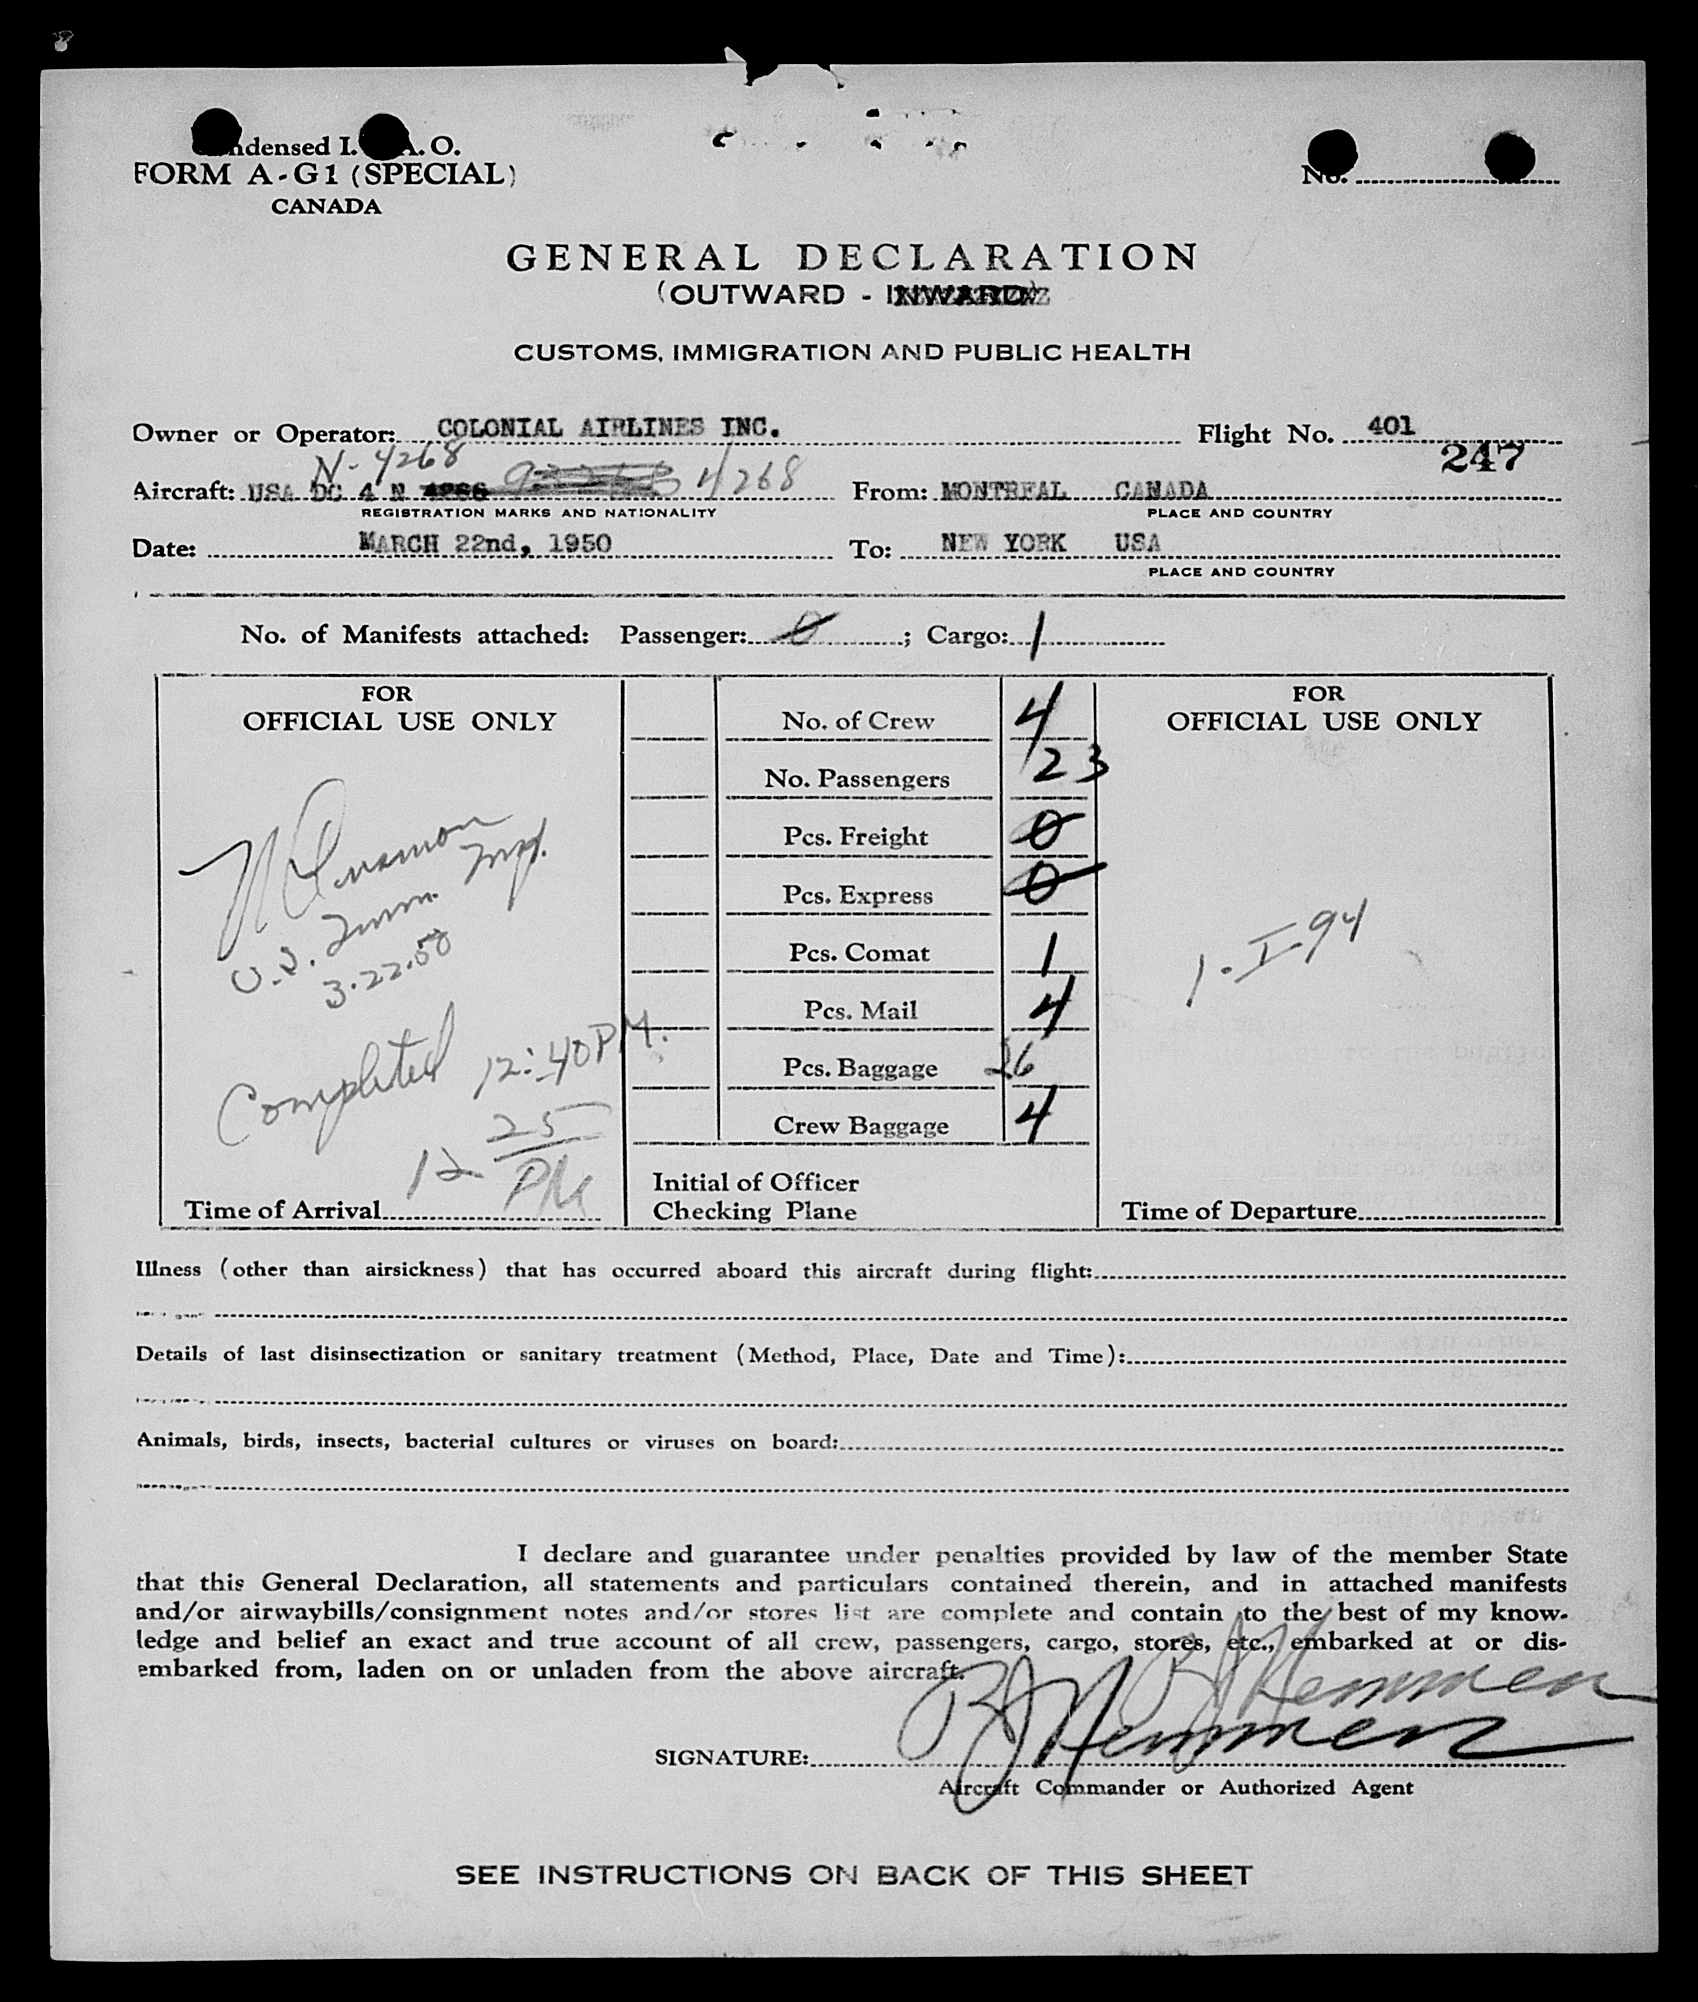 Condensed I. C. A. O.
FORM A-G1 (SPECIAL)
CANADA
No.
GENERAL DECLARATION
(OUTWARD - INWARD)
CUSTOMS, IMMIGRATION AND PUBLIC HEALTH
Owner or Operator: COLONIAL AIRLINES INC. Flight No. 401
N-4268 247
Aircraft: USA DC 4 N 4286 4268 From: MONTREAL CANADA
REGISTRATION MARKS AND NATIONALITY PLACE AND COUNTRY
Date: MARCH 22nd, 1950 To: NEW YORK USA
PLACE AND COUNTRY
No. of Manifests attached: Passenger: 0; Cargo: 1
FOR
OFFICIAL USE ONLY
U.S. Imm. Insp.
3.22.50
Completed 12:40 PM.
12 25 PM
Time of Arrival
No. of Crew 4
No. Passengers 23
Pcs. Freight 0
Pcs. Express 0
Pcs. Comat 1
Pcs. Mail 4
Pcs. Baggage 26
Crew Baggage 4
Initial of Officer
Checking Plane
FOR
OFFICIAL USE ONLY
1. I-94
Time of Departure
Illness (other than airsickness) that has occurred aboard this aircraft during flight:
Details of last disinsectization or sanitary treatment (Method, Place, Date and Time):
Animals, birds, insects, bacterial cultures or viruses on board:
I declare and guarantee under penalties provided by law of the member State
that this General Declaration, all statements and particulars contained therein, and in attached manifests
and/or airwaybills/consignment notes and/or stores list are complete and contain to the best of my know-
ledge and belief an exact and true account of all crew, passengers, cargo, stores, etc., embarked at or dis-
embarked from, laden on or unladen from the above aircraft.
B J Hemmen
SIGNATURE: B J Hemmen
Aircraft Commander or Authorized Agent
SEE INSTRUCTIONS ON BACK OF THIS SHEET